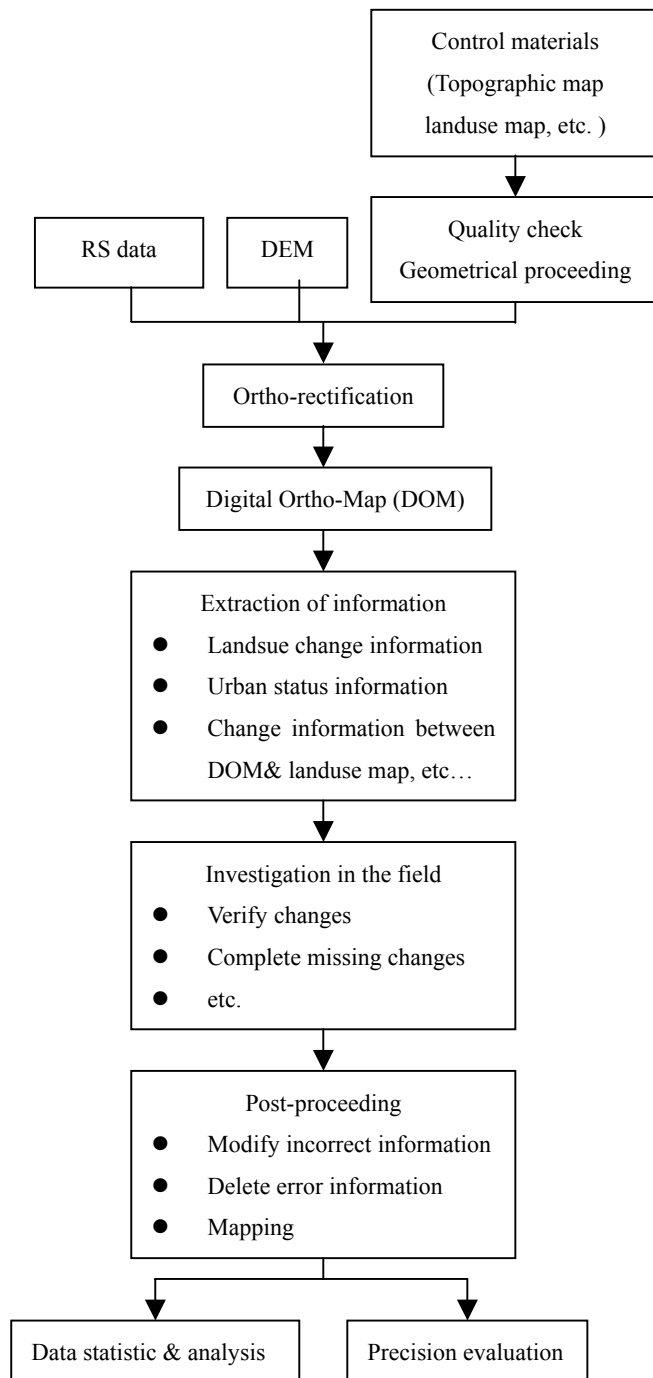 Control materials
(Topographic map
landuse map, etc. )
Quality check
Geometrical proceeding
RS data
DEM
Ortho-rectification
Digital Ortho-Map (DOM)
Extraction of information
● Landsue change information
● Urban status information
● Change information between
DOM& landuse map, etc…
Investigation in the field
● Verify changes
● Complete missing changes
● etc.
Post-proceeding
● Modify incorrect information
● Delete error information
● Mapping
Data statistic & analysis
Precision evaluation